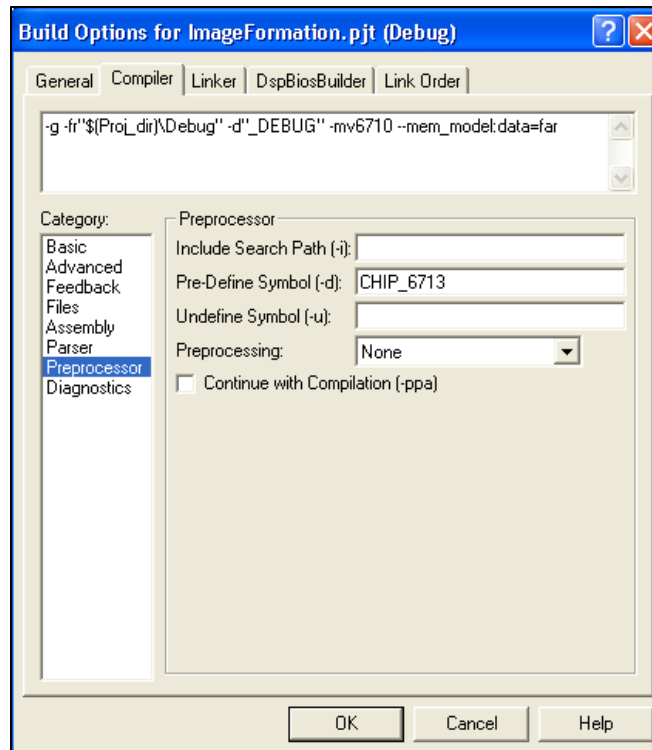 Build Options for ImageFormation.pjt (Debug)
General Compiler Linker DspBiosBuilder Link Order
-g -fr"$(Proj_dir)\Debug" -d"_DEBUG" -mv6710 --mem_model:data=far
Category:
Basic
Advanced
Feedback
Files
Assembly
Parser
Preprocessor
Diagnostics
Preprocessor
Include Search Path (-i):
Pre-Define Symbol (-d): CHIP_6713
Undefine Symbol (-u):
Preprocessing: None
Continue with Compilation (-ppa)
OK Cancel Help